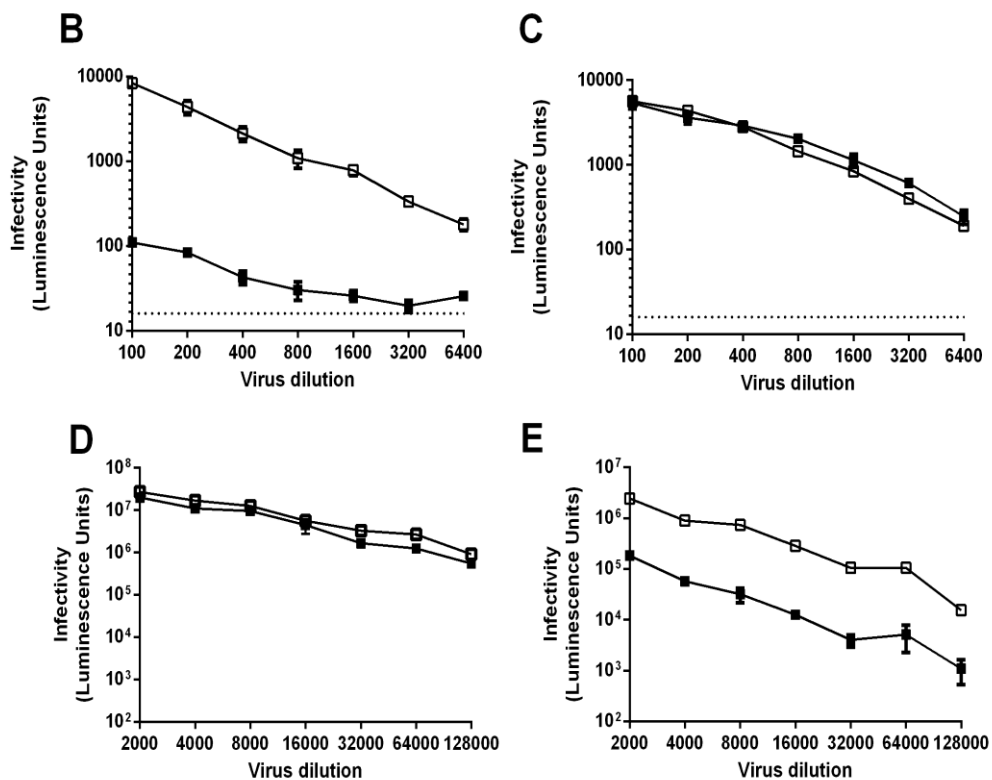 B
Infectivity
(Luminescence Units)
10000
1000
100
10
100 200 400 800 1600 3200 6400
Virus dilution
C
Infectivity
(Luminescence Units)
10000
1000
100
10
100 200 400 800 1600 3200 6400
Virus dilution
D
Infectivity
(Luminescence Units)
10⁸
10⁷
10⁶
10⁵
10⁴
10³
10²
2000 4000 8000 16000 32000 64000 128000
Virus dilution
E
Infectivity
(Luminescence Units)
10⁷
10⁶
10⁵
10⁴
10³
10²
2000 4000 8000 16000 32000 64000 128000
Virus dilution